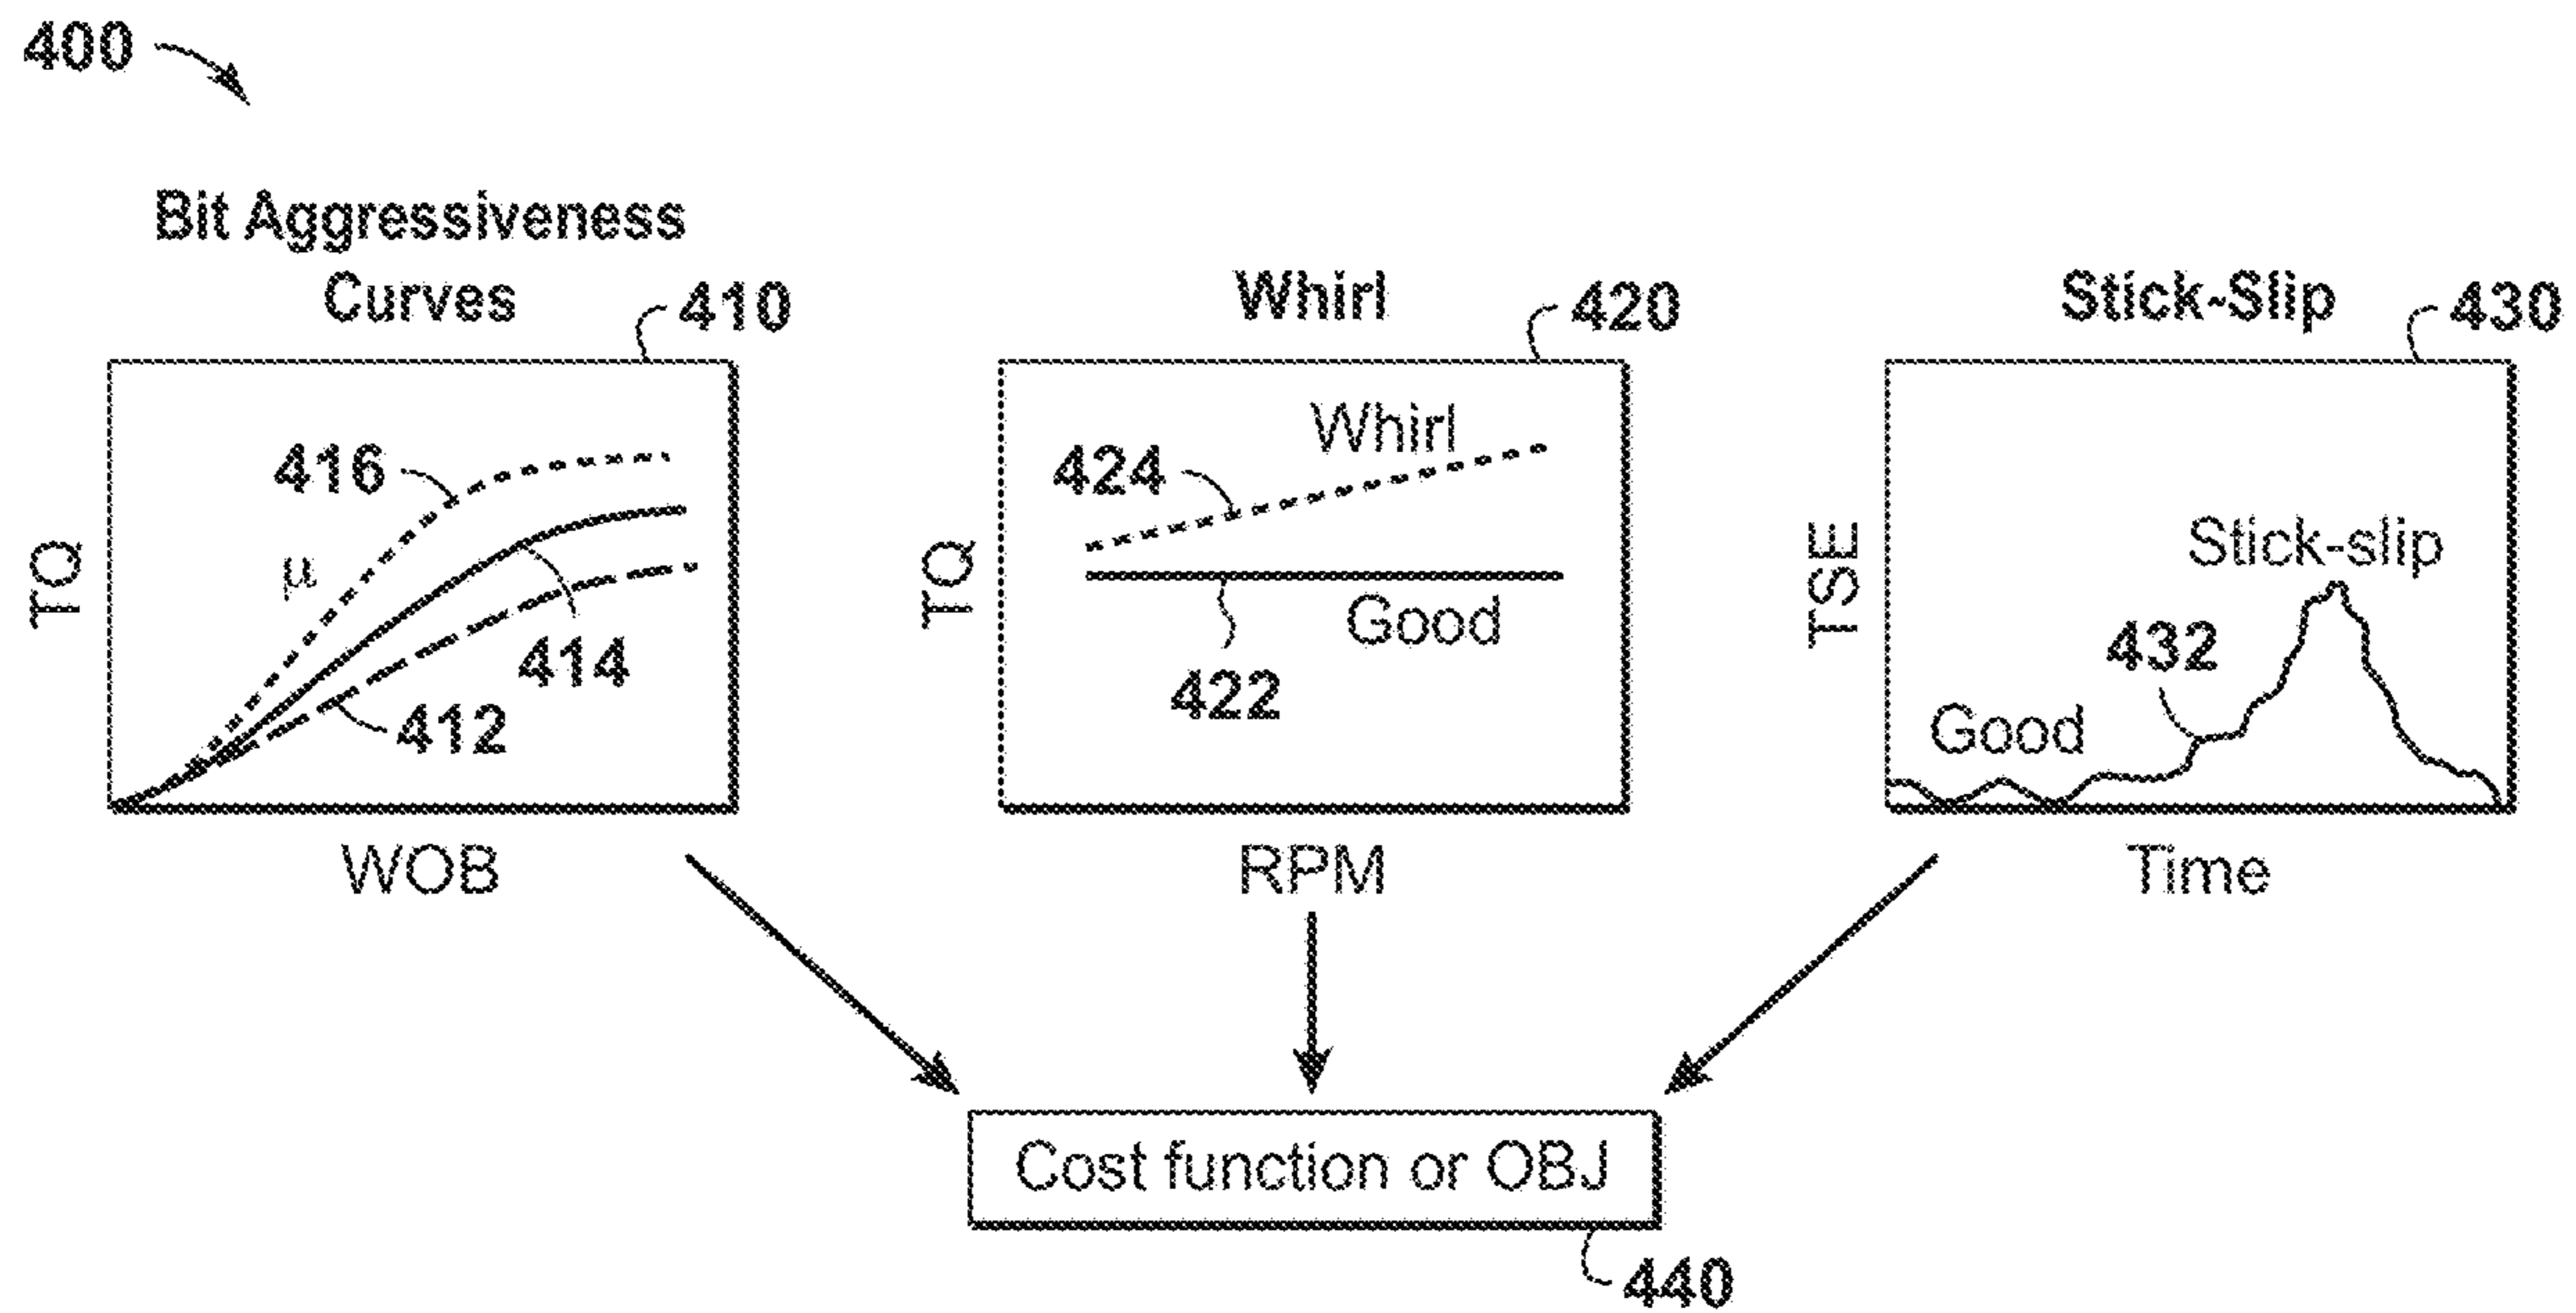 400
Bit Aggressiveness
Curves
410
TQ
416
μ
414
412
WOB
Whirl
420
TQ
Whirl
424
Good
422
RPM
Stick-Slip
430
TSE
Stick-slip
432
Good
Time
Cost function or OBJ
440